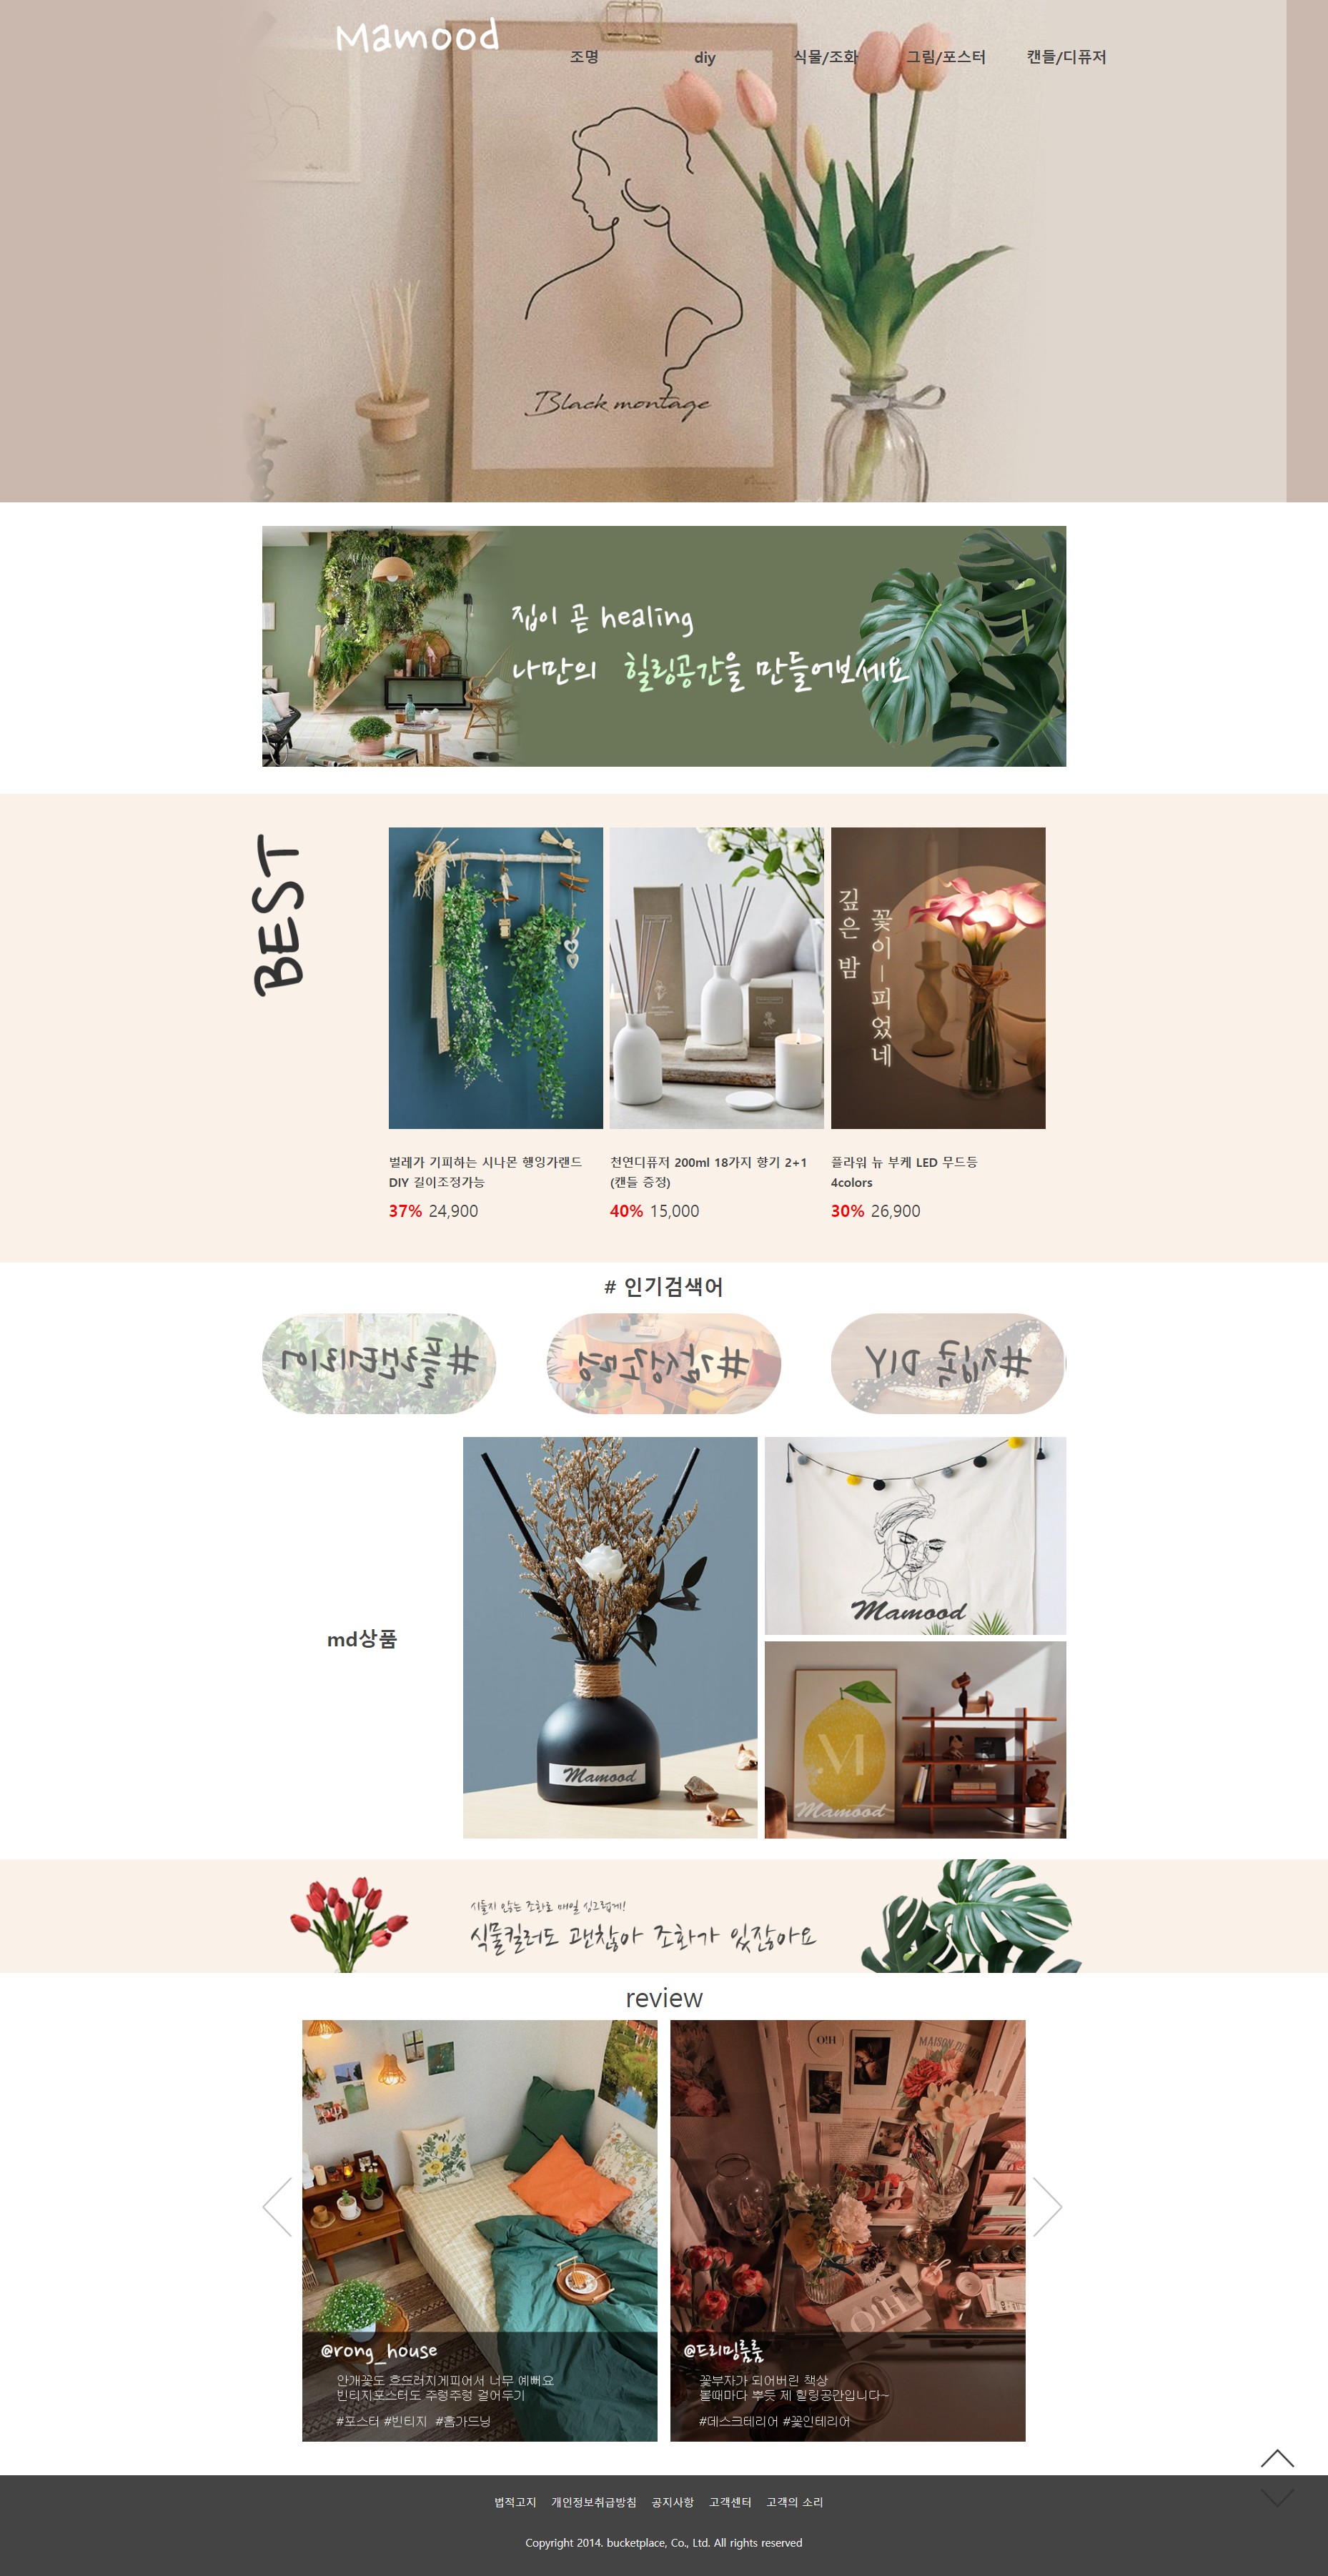 Mamood
조명 diy 식물/조화 그림/포스터 캔들/디퓨저
Black montage
집이 곧 healing
나만의 힐링공간을 만들어보세요
BEST
깊은 밤
꽃이ㅣ피었네
벌레가 기피하는 시나몬 행잉가랜드
DIY 길이조정가능
37% 24,900
천연디퓨저 200ml 18가지 향기 2+1
(캔들 증정)
40% 15,000
플라워 뉴 부케 LED 무드등
4colors
30% 26,900
# 인기검색어
DIY
md상품
Mamood
Mamood
M
Mamood
시들지 않는 조화로 매일 싱그럽게!
식물킬러도 괜찮아 조화가 있잖아요
review
@rong_house
안개꽃도 흐드러지게피어서 너무 예뻐요
빈티지포스터도 주렁주렁 걸어두기
#포스터 #빈티지 #홈가드닝
OIH
MAISON
OIH
@드리밍룸룸
꽃부자가 되어버린 책상
볼때마다 뿌듯 제 힐링공간입니다~
#데스크테리어 #꽃인테리어
법적고지 개인정보취급방침 공지사항 고객센터 고객의 소리
Copyright 2014. bucketplace, Co., Ltd. All rights reserved